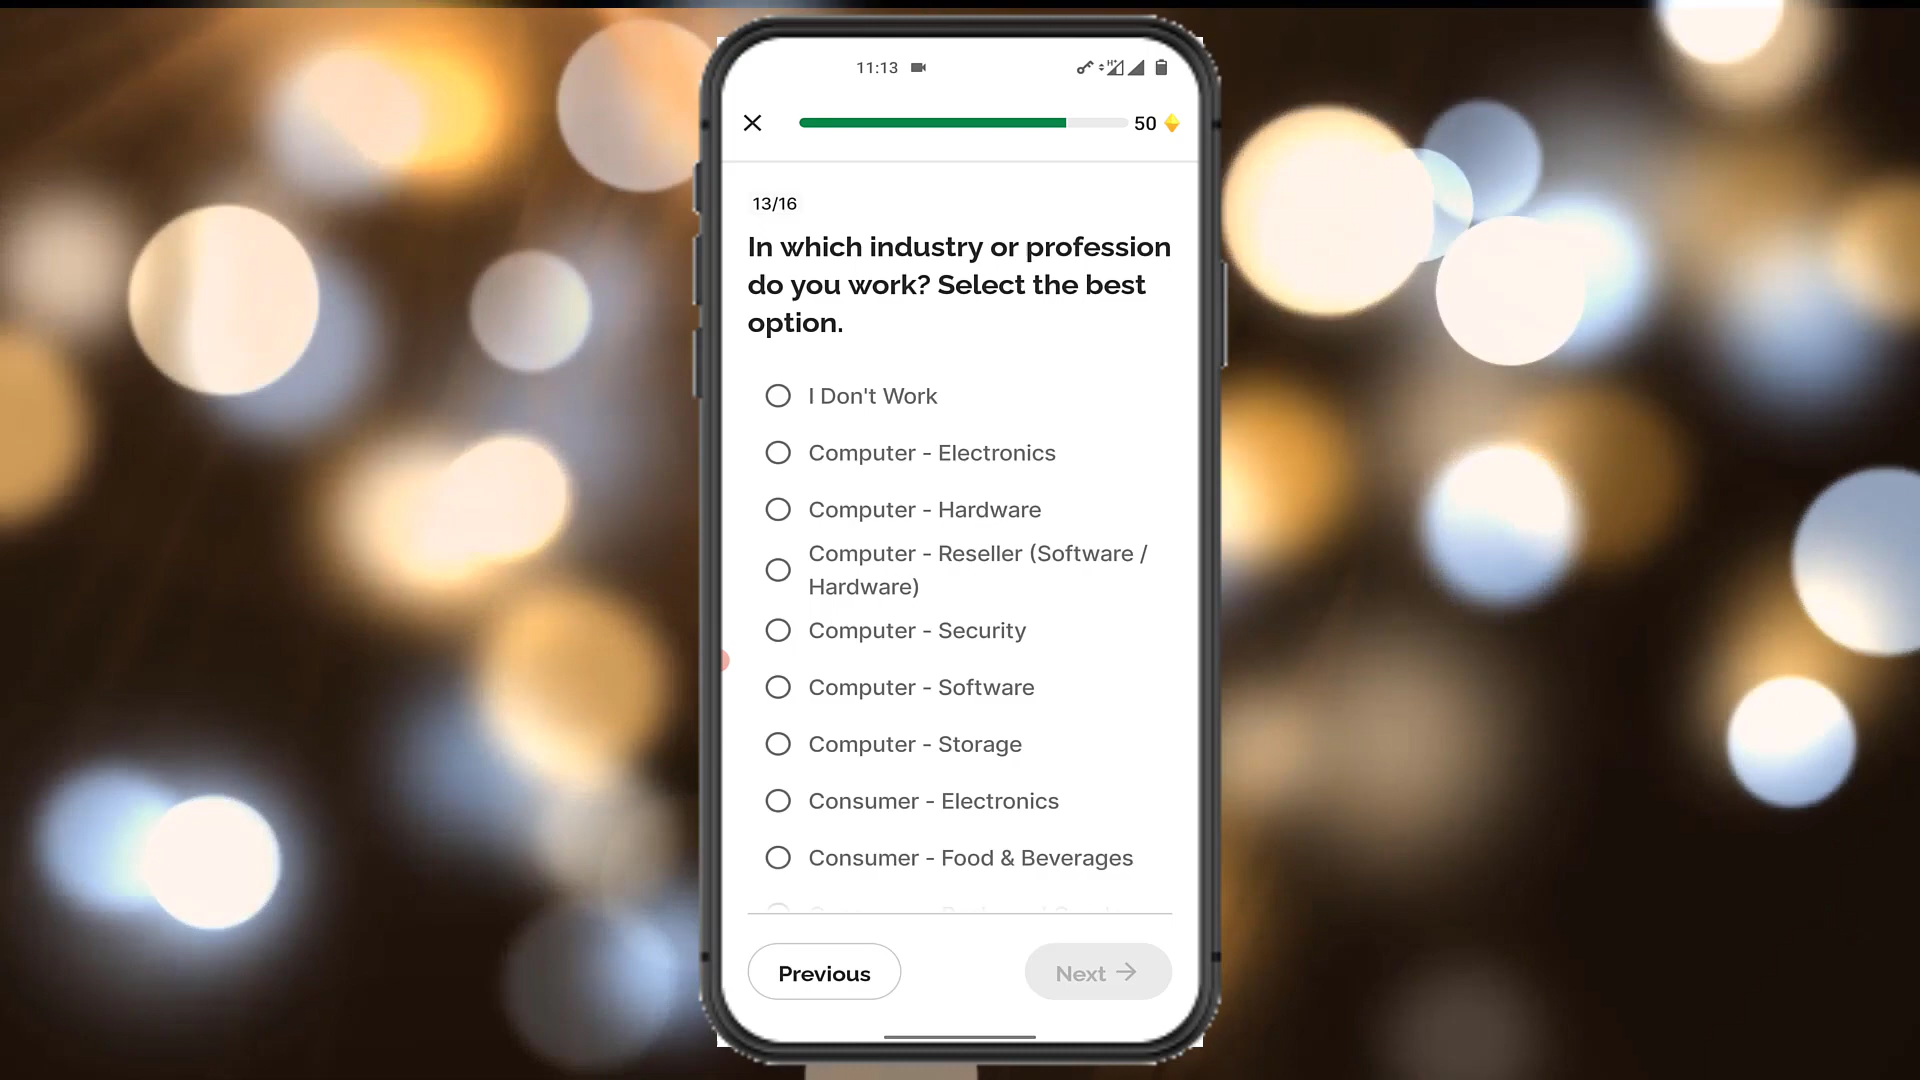 11:13
50
13/16
In which industry or profession
do you work? Select the best
option.
I Don't Work
Computer - Electronics
Computer - Hardware
Computer - Reseller (Software /
Hardware)
Computer - Security
Computer - Software
Computer - Storage
Consumer - Electronics
Consumer - Food & Beverages
Previous
Next